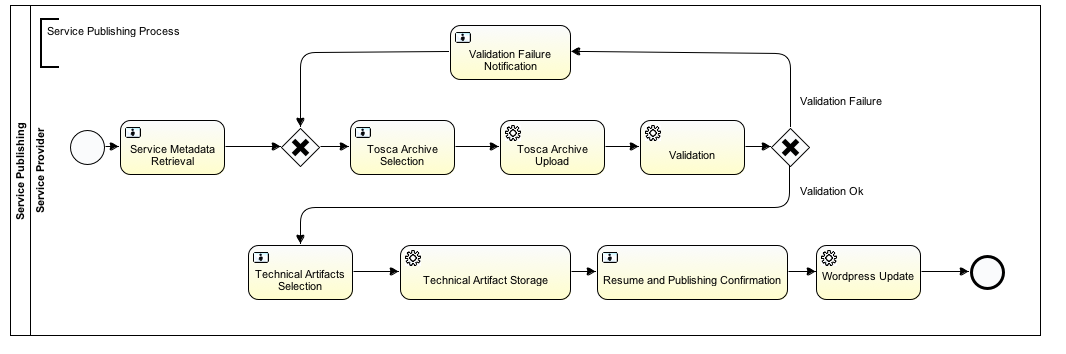 Service Publishing
Service Provider
Service Publishing Process
Validation Failure
Notification
Validation Failure
Service Metadata
Retrieval
Tosca Archive
Selection
Tosca Archive
Upload
Validation
Validation Ok
Technical Artifacts
Selection
Technical Artifact Storage
Resume and Publishing Confirmation
Wordpress Update